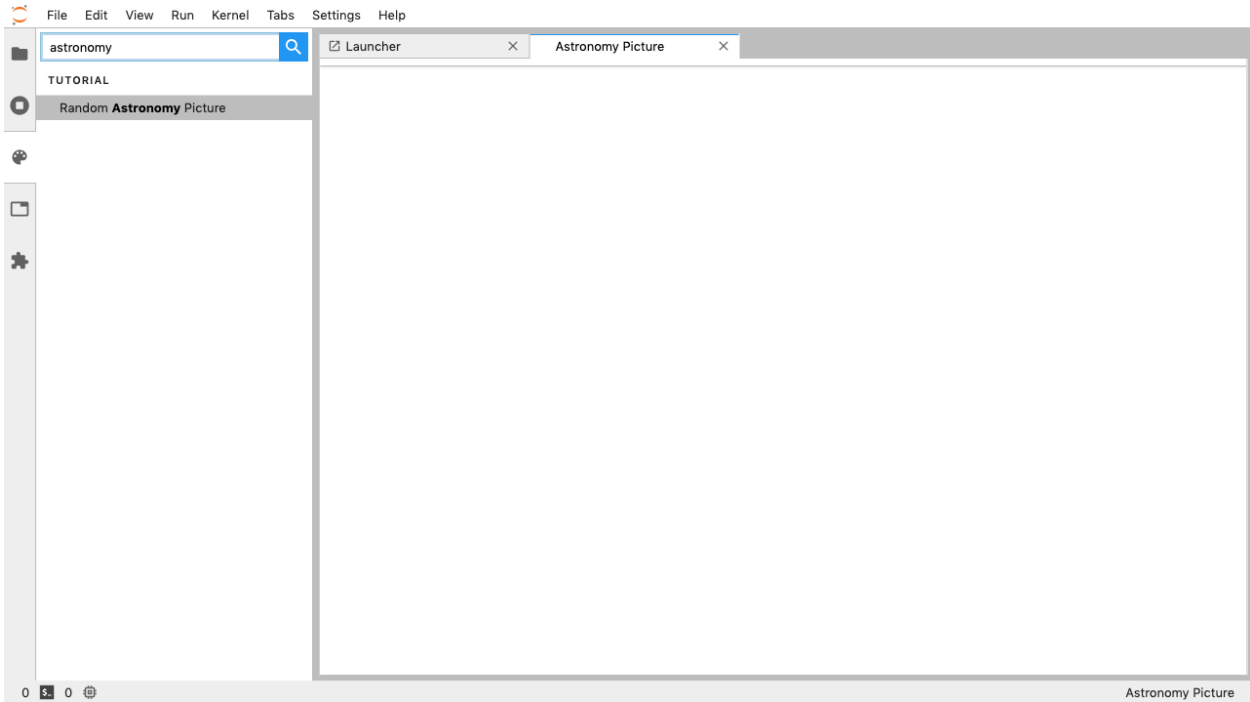 File Edit View Run Kernel Tabs Settings Help
astronomy
TUTORIAL
Random Astronomy Picture
Launcher
Astronomy Picture
0 $_ 0
Astronomy Picture